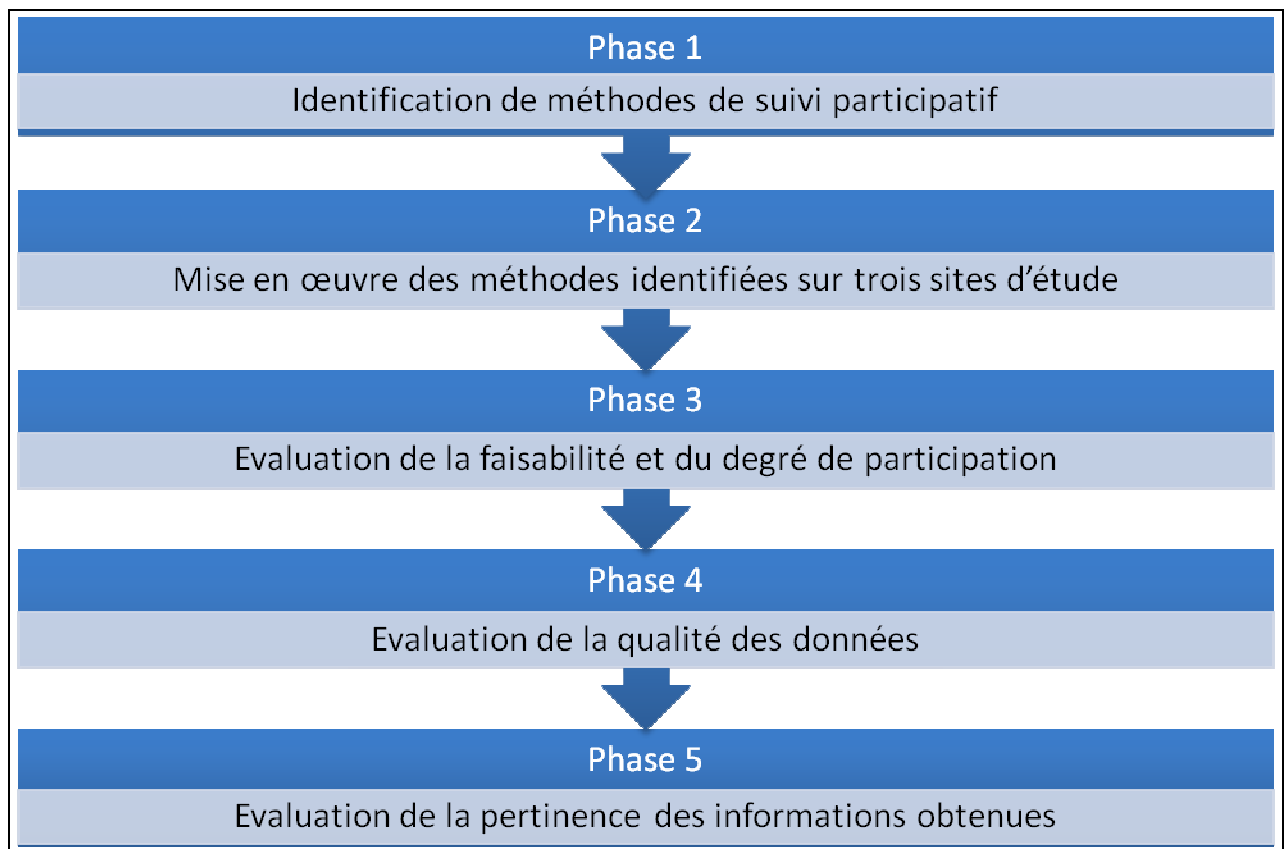 Phase 1
Identification de méthodes de suivi participatif
Phase 2
Mise en œuvre des méthodes identifiées sur trois sites d’étude
Phase 3
Evaluation de la faisabilité et du degré de participation
Phase 4
Evaluation de la qualité des données
Phase 5
Evaluation de la pertinence des informations obtenues